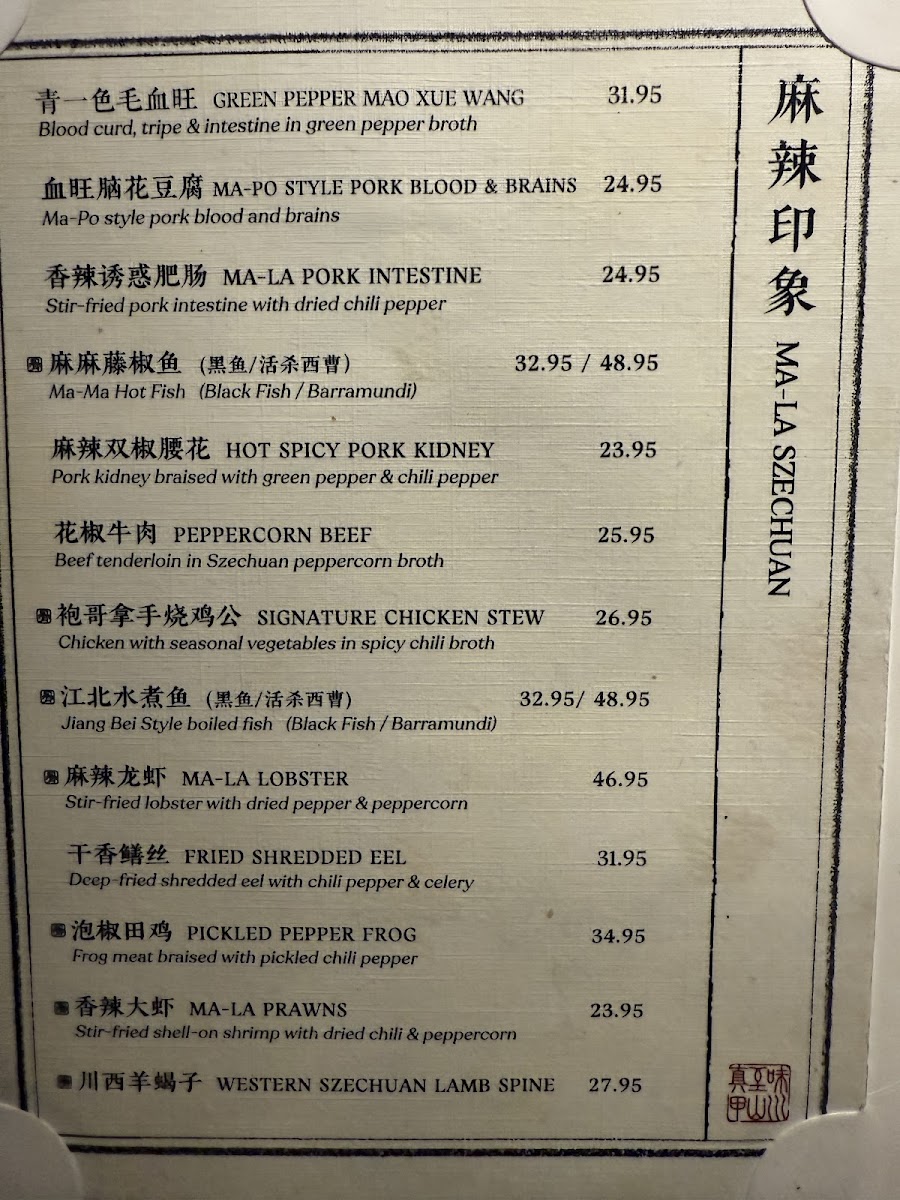 青一色毛血旺 GREEN PEPPER MAO XUE WANG 31.95
Blood curd, tripe & intestine in green pepper broth
血旺脑花豆腐 MA-PO STYLE PORK BLOOD & BRAINS 24.95
Ma-Po style pork blood and brains
香辣诱惑肥肠 MA-LA PORK INTESTINE 24.95
Stir-fried pork intestine with dried chili pepper
麻麻藤椒鱼 (黑鱼/活杀西曹) 32.95 / 48.95
Ma-Ma Hot Fish (Black Fish / Barramundi)
麻辣双椒腰花 HOT SPICY PORK KIDNEY 23.95
Pork kidney braised with green pepper & chili pepper
花椒牛肉 PEPPERCORN BEEF 25.95
Beef tenderloin in Szechuan peppercorn broth
袍哥拿手烧鸡公 SIGNATURE CHICKEN STEW 26.95
Chicken with seasonal vegetables in spicy chili broth
江北水煮鱼 (黑鱼/活杀西曹) 32.95/ 48.95
Jiang Bei Style boiled fish (Black Fish / Barramundi)
麻辣龙虾 MA-LA LOBSTER 46.95
Stir-fried lobster with dried pepper & peppercorn
干香鳝丝 FRIED SHREDDED EEL 31.95
Deep-fried shredded eel with chili pepper & celery
泡椒田鸡 PICKLED PEPPER FROG 34.95
Frog meat braised with pickled chili pepper
香辣大虾 MA-LA PRAWNS 23.95
Stir-fried shell-on shrimp with dried chili & peppercorn
川西羊蝎子 WESTERN SZECHUAN LAMB SPINE 27.95
麻辣印象 MA-LA SZECHUAN
味川
至山
真甲